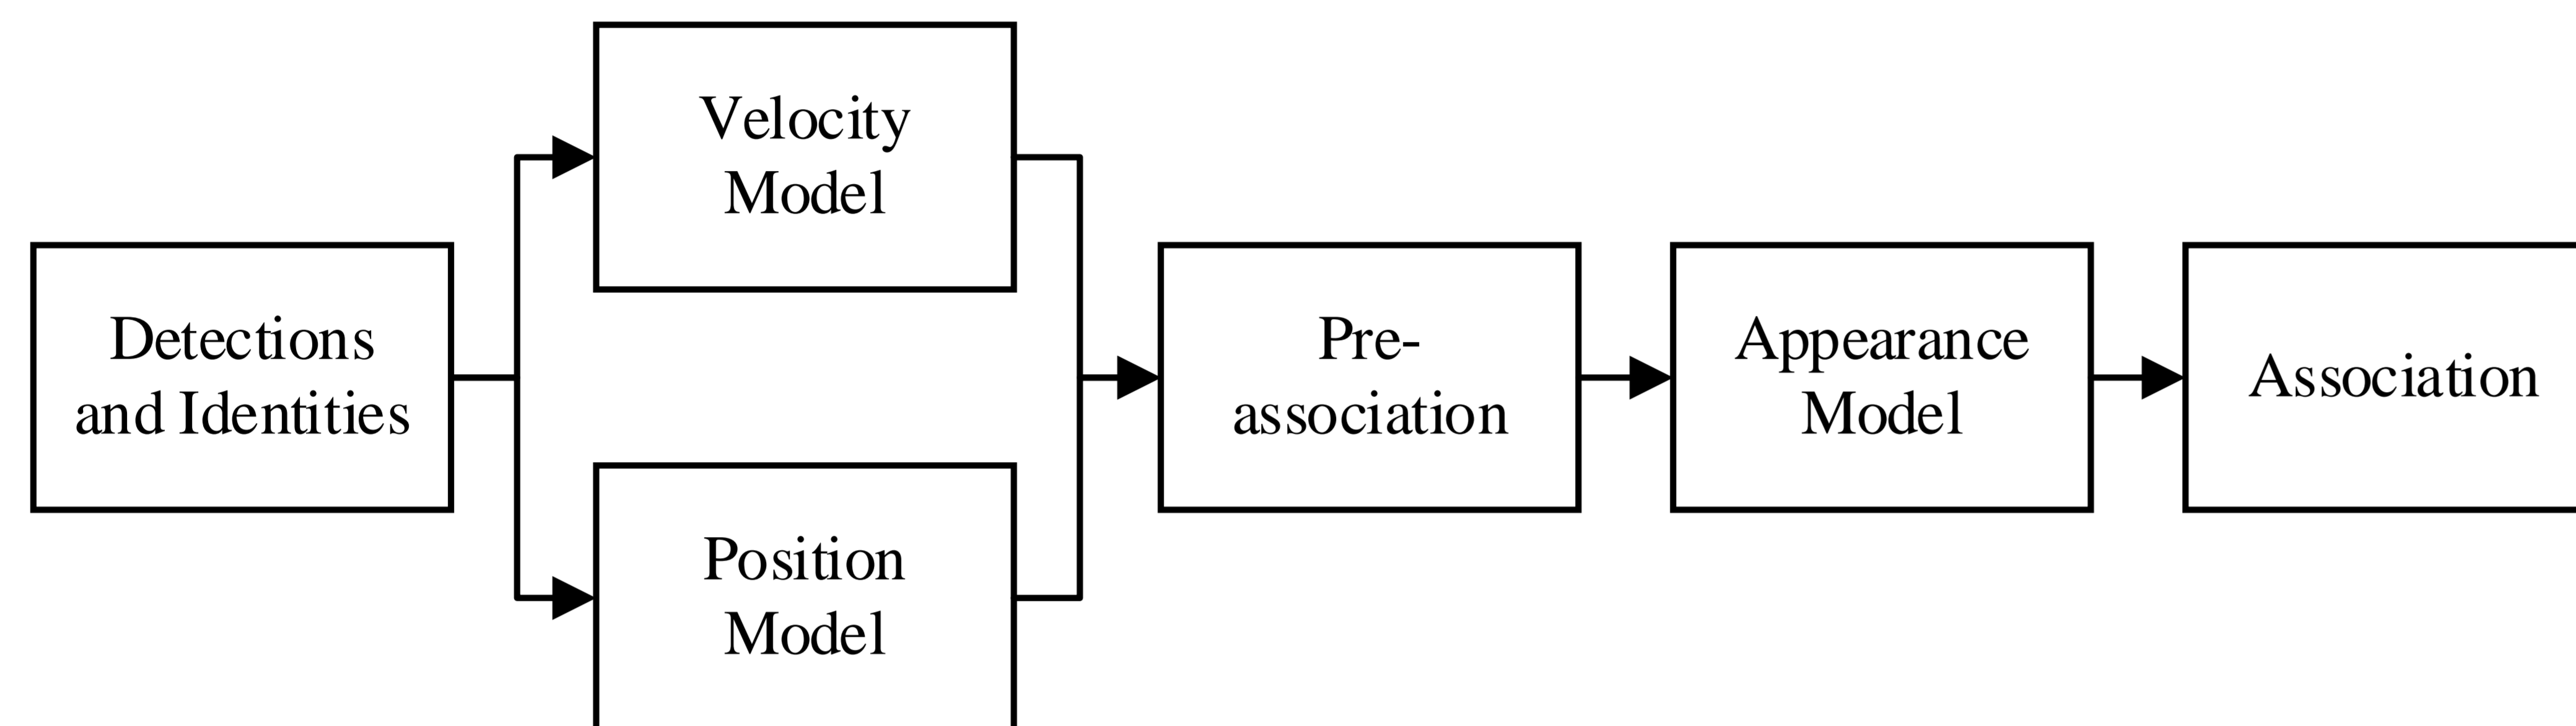 Detections
and Identities
Velocity
Model
Position
Model
Pre-
association
Appearance
Model
Association